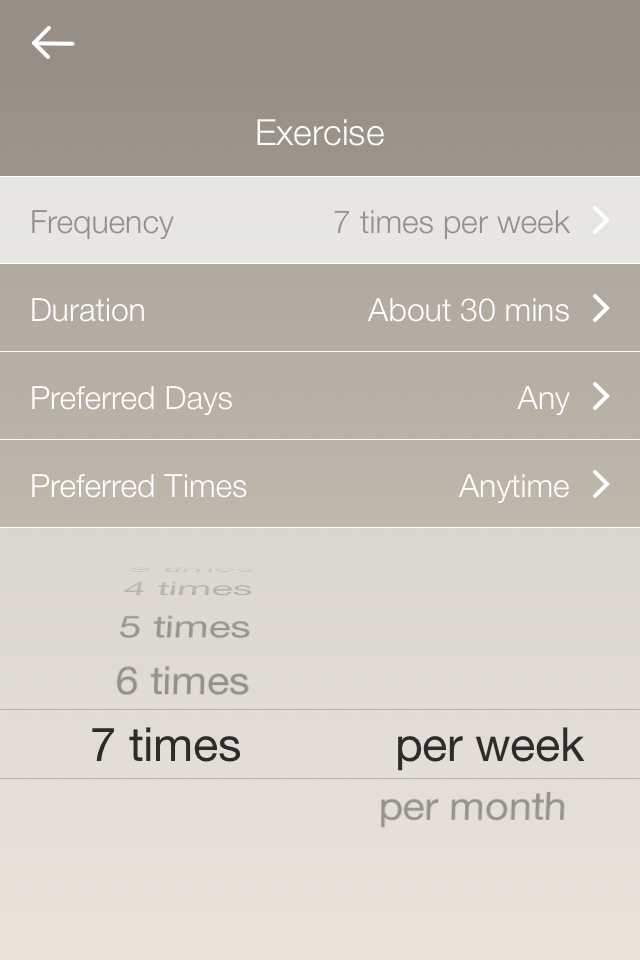 Exercise
Frequency 7 times per week
Duration About 30 mins
Preferred Days Any
Preferred Times Anytime
4 times
5 times
6 times
7 times per week
per month